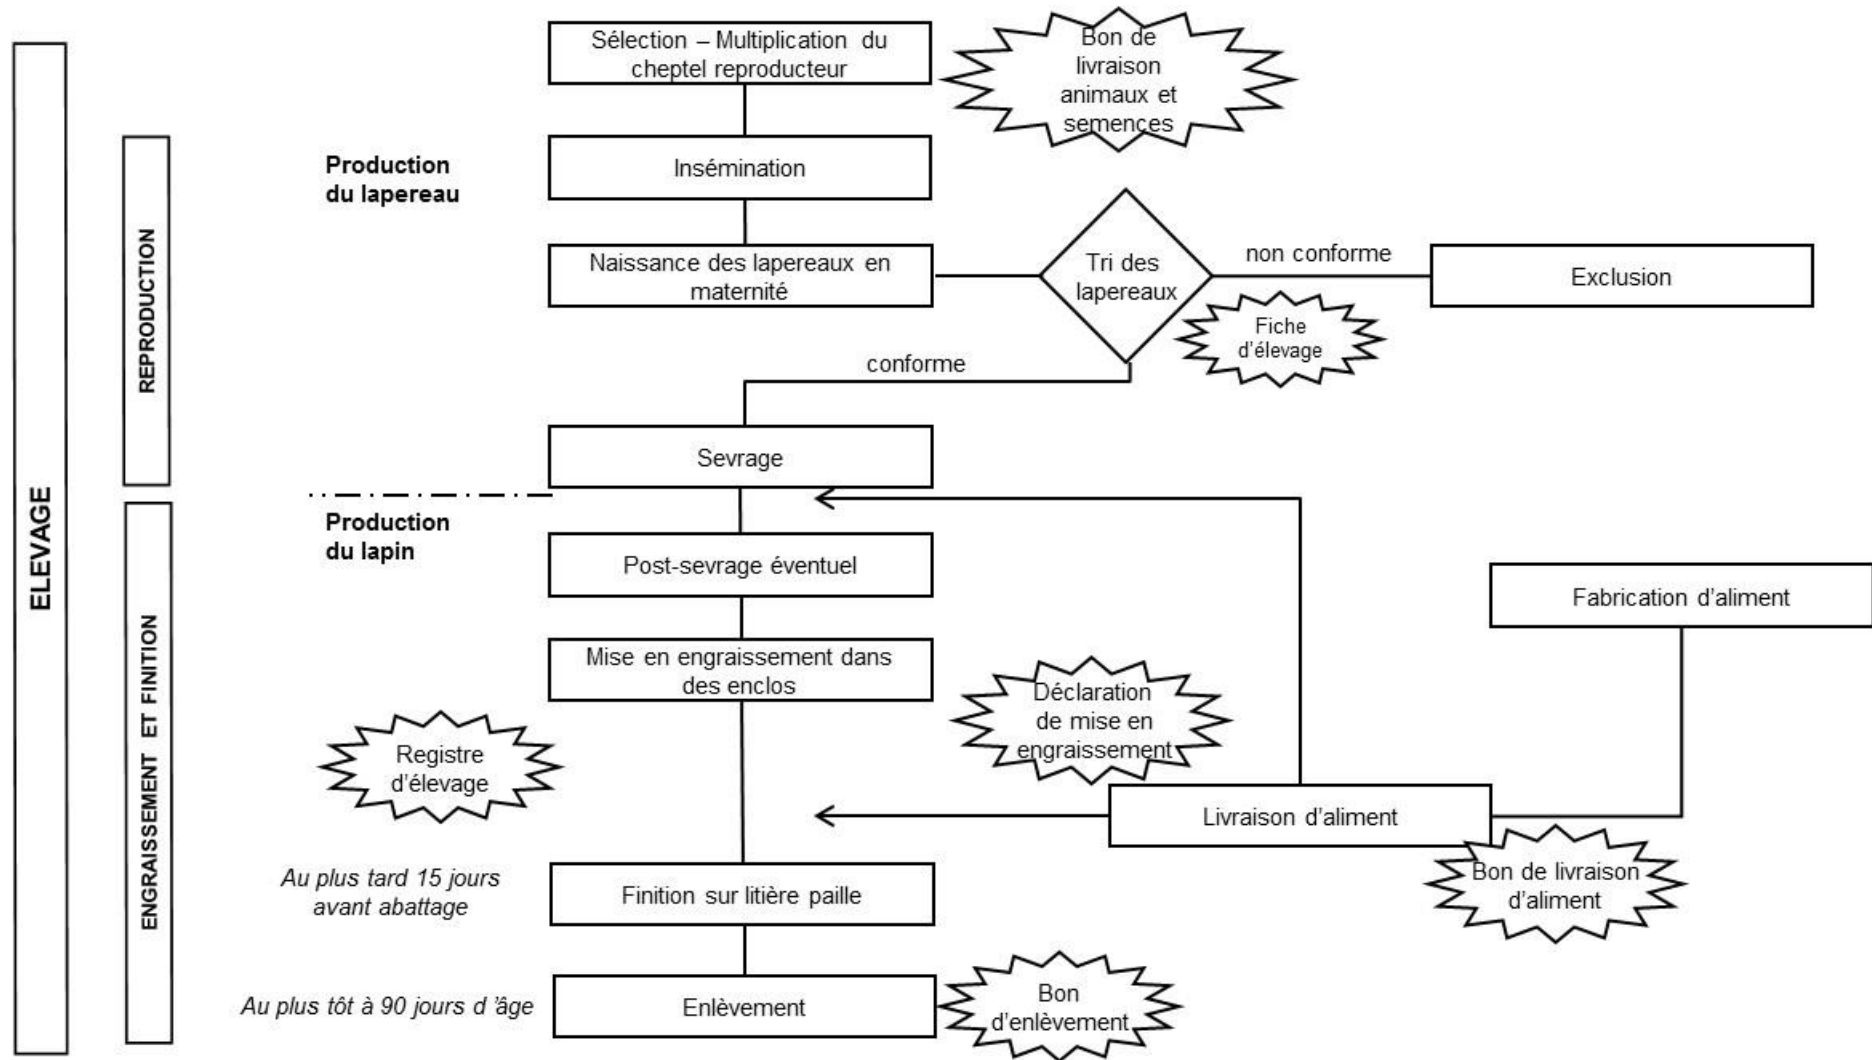 Sélection – Multiplication du
cheptel reproducteur
Bon de
livraison
animaux et
semences
Production
du lapereau
Insémination
Naissance des lapereaux en
maternité
Tri des
lapereaux
non conforme
Exclusion
Fiche
d'élevage
conforme
Sevrage
REPRODUCTION
ELEVAGE
Production
du lapin
Post-sevrage éventuel
Fabrication d'aliment
Mise en engraissement dans
des enclos
Déclaration
de mise en
engraissement
Registre
d'élevage
ENGRAISSEMENT ET FINITION
Livraison d'aliment
Bon de livraison
d'aliment
Au plus tard 15 jours
avant abattage
Finition sur litière paille
Au plus tôt à 90 jours d 'âge
Enlèvement
Bon
d'enlèvement